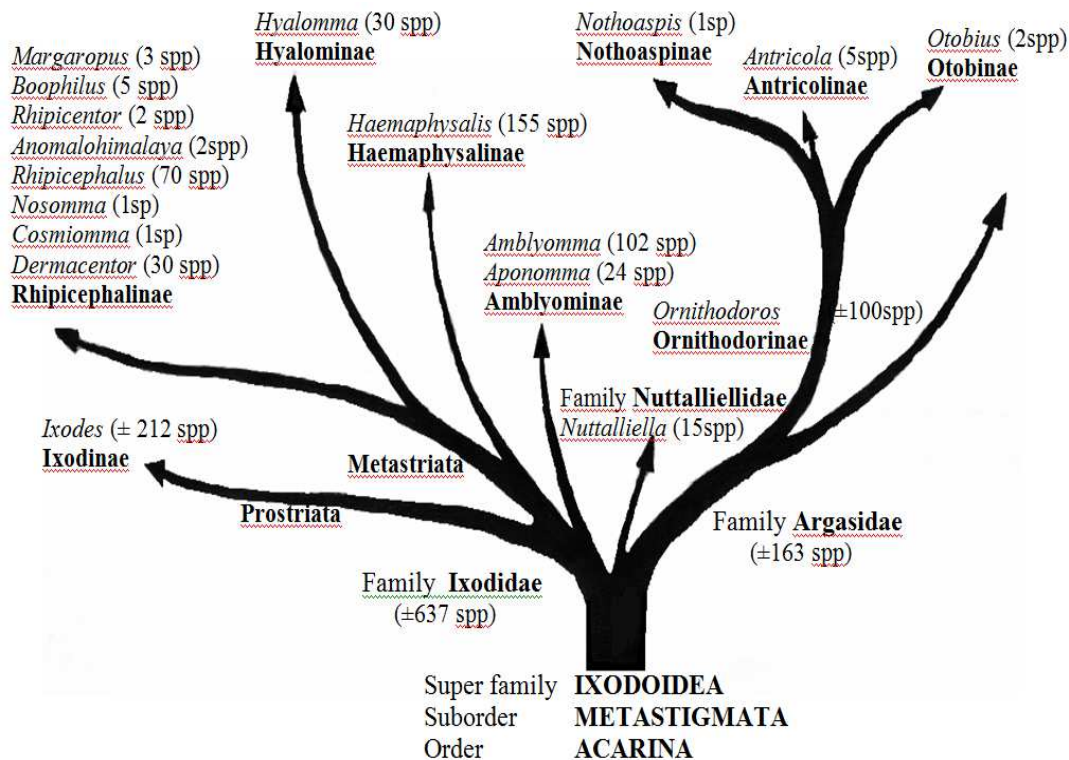 Margaropus (3 spp)
Boophilus (5 spp)
Rhipicentor (2 spp)
Anomalohimalaya (2spp)
Rhipicephalus (70 spp)
Nosomma (1sp)
Cosmiomma (1sp)
Dermacentor (30 spp)
Rhipicephalinae
Hyalomma (30 spp)
Hyalominae
Haemaphysalis (155 spp)
Haemaphysalinae
Amblyomma (102 spp)
Aponomma (24 spp)
Amblyominae
Nothoaspis (1sp)
Nothoaspinae
Antricola (5spp)
Antricolinae
Otobius (2spp)
Otobinae
Ornithodoros (±100spp)
Ornithodorinae
Family Nuttalliellidae
Nuttalliella (15spp)
Ixodes (± 212 spp)
Ixodinae
Metastriata
Prostriata
Family Argasidae
(±163 spp)
Family Ixodidae
(±637 spp)
Super family IXODOIDEA
Suborder METASTIGMATA
Order ACARINA